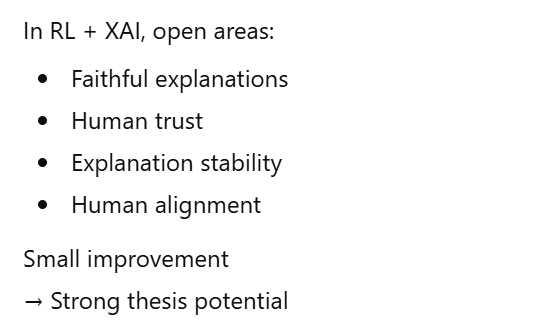 In RL + XAI, open areas:
• Faithful explanations
• Human trust
• Explanation stability
• Human alignment
Small improvement
→ Strong thesis potential